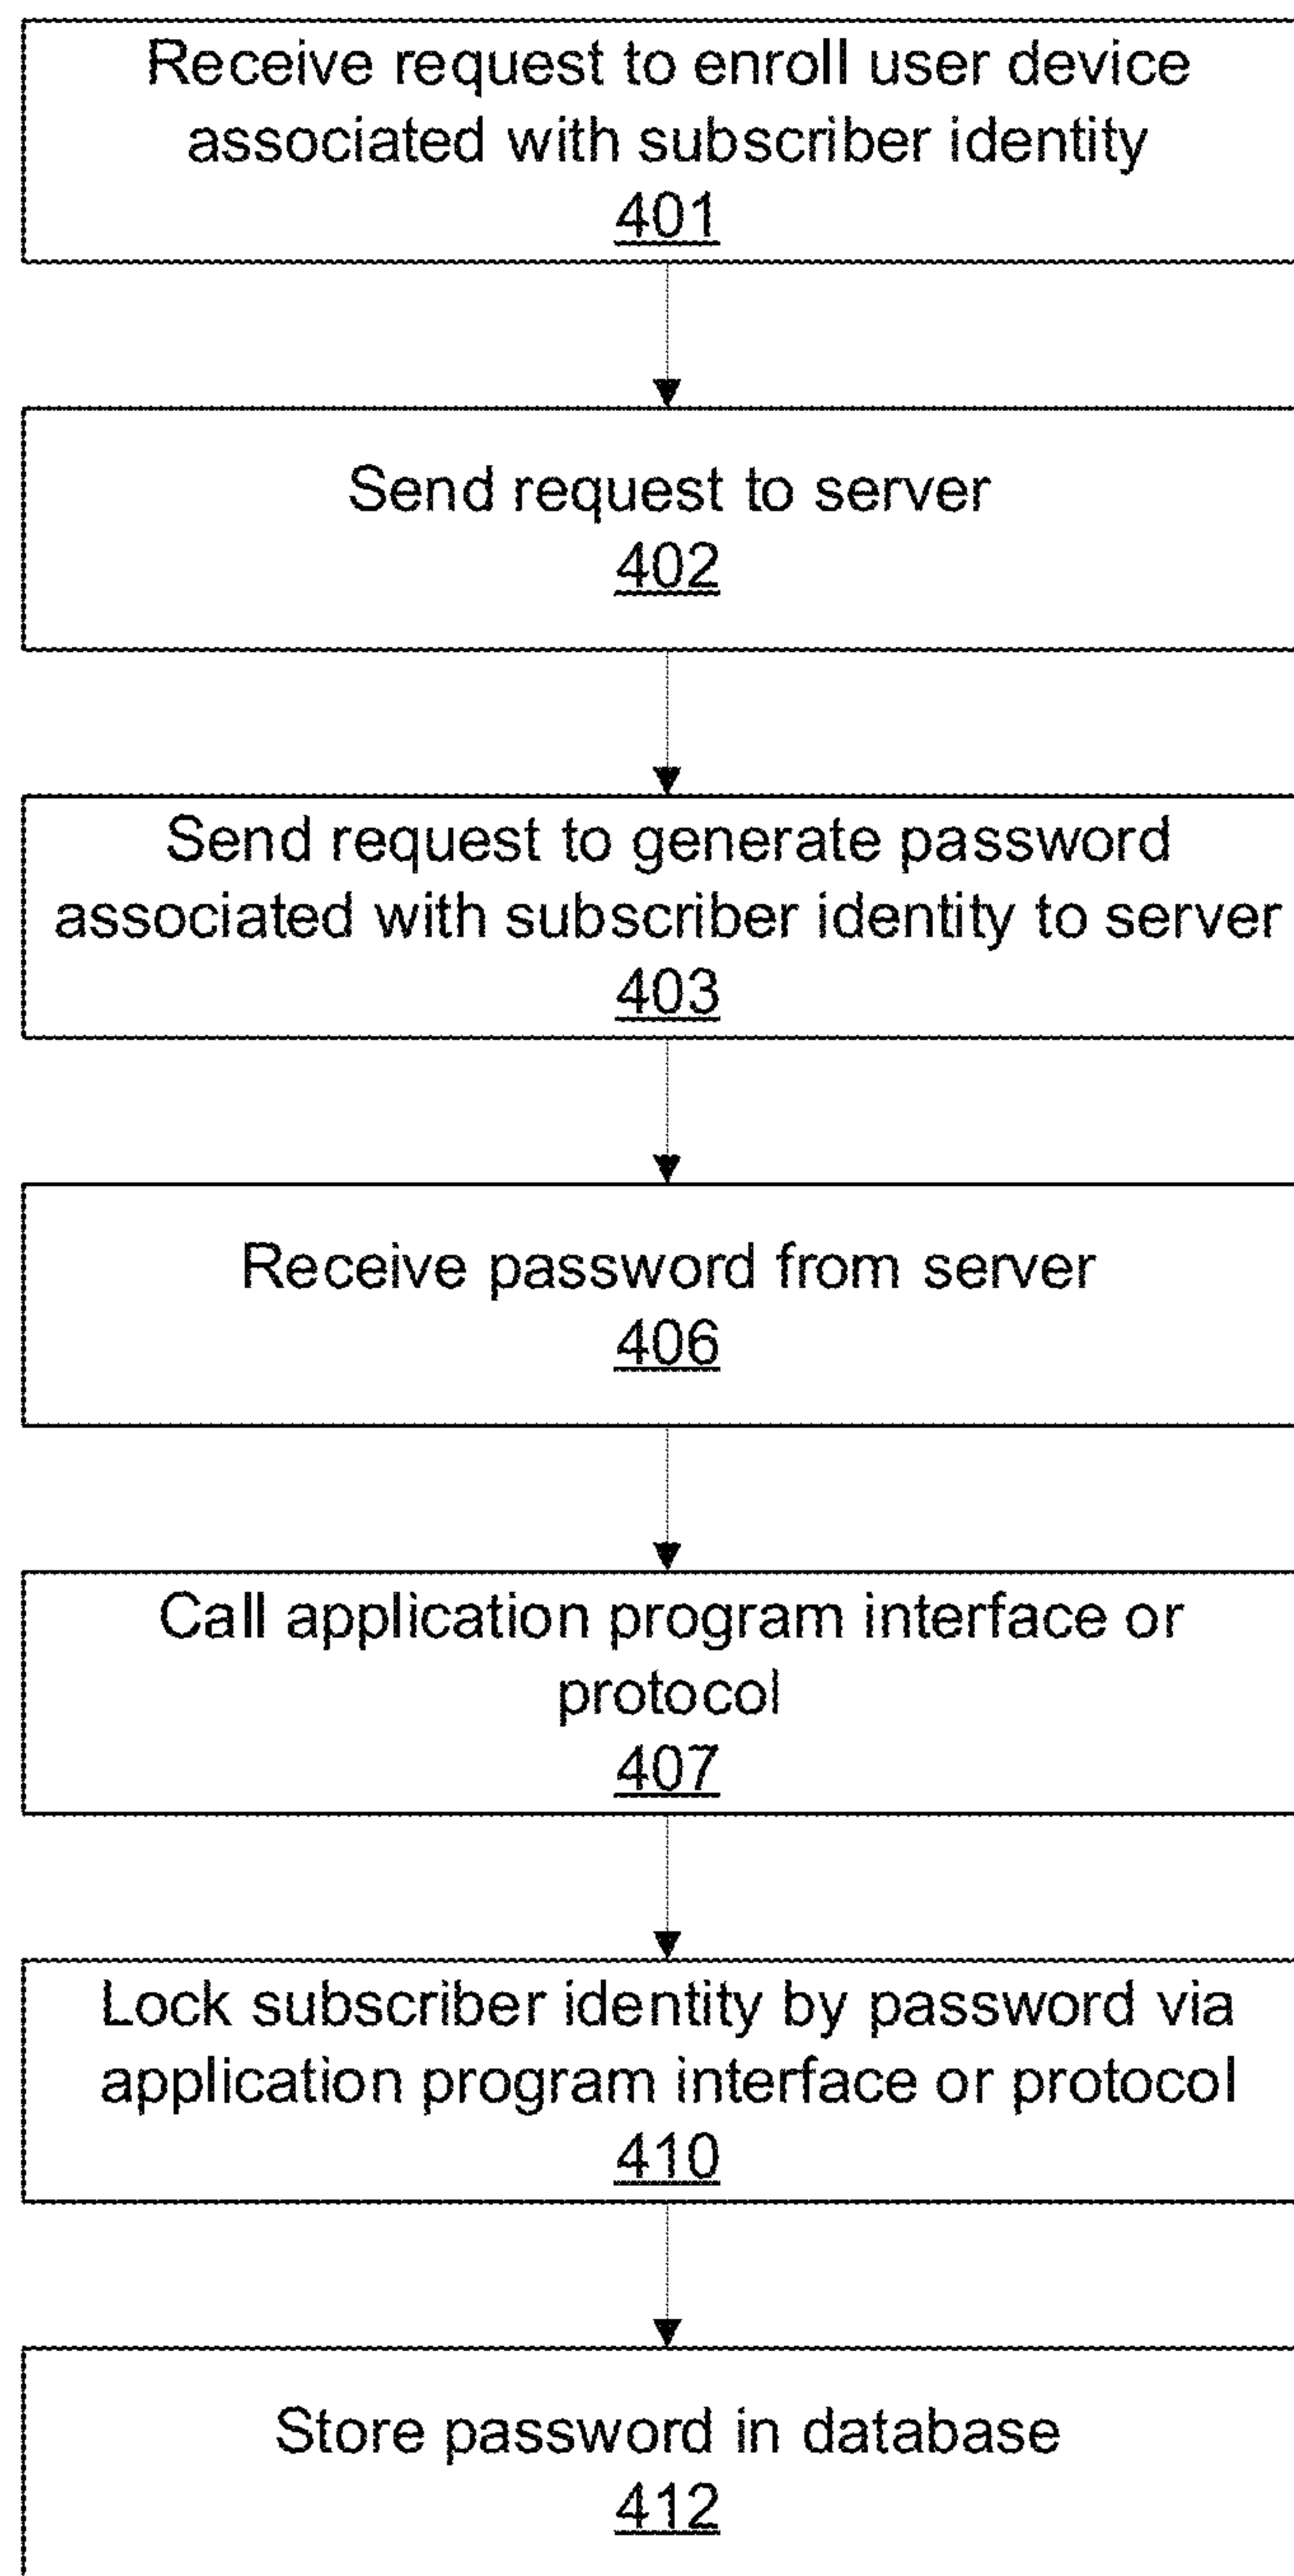 Receive request to enroll user device
associated with subscriber identity
401
Send request to server
402
Send request to generate password
associated with subscriber identity to server
403
Receive password from server
406
Call application program interface or
protocol
407
Lock subscriber identity by password via
application program interface or protocol
410
Store password in database
412